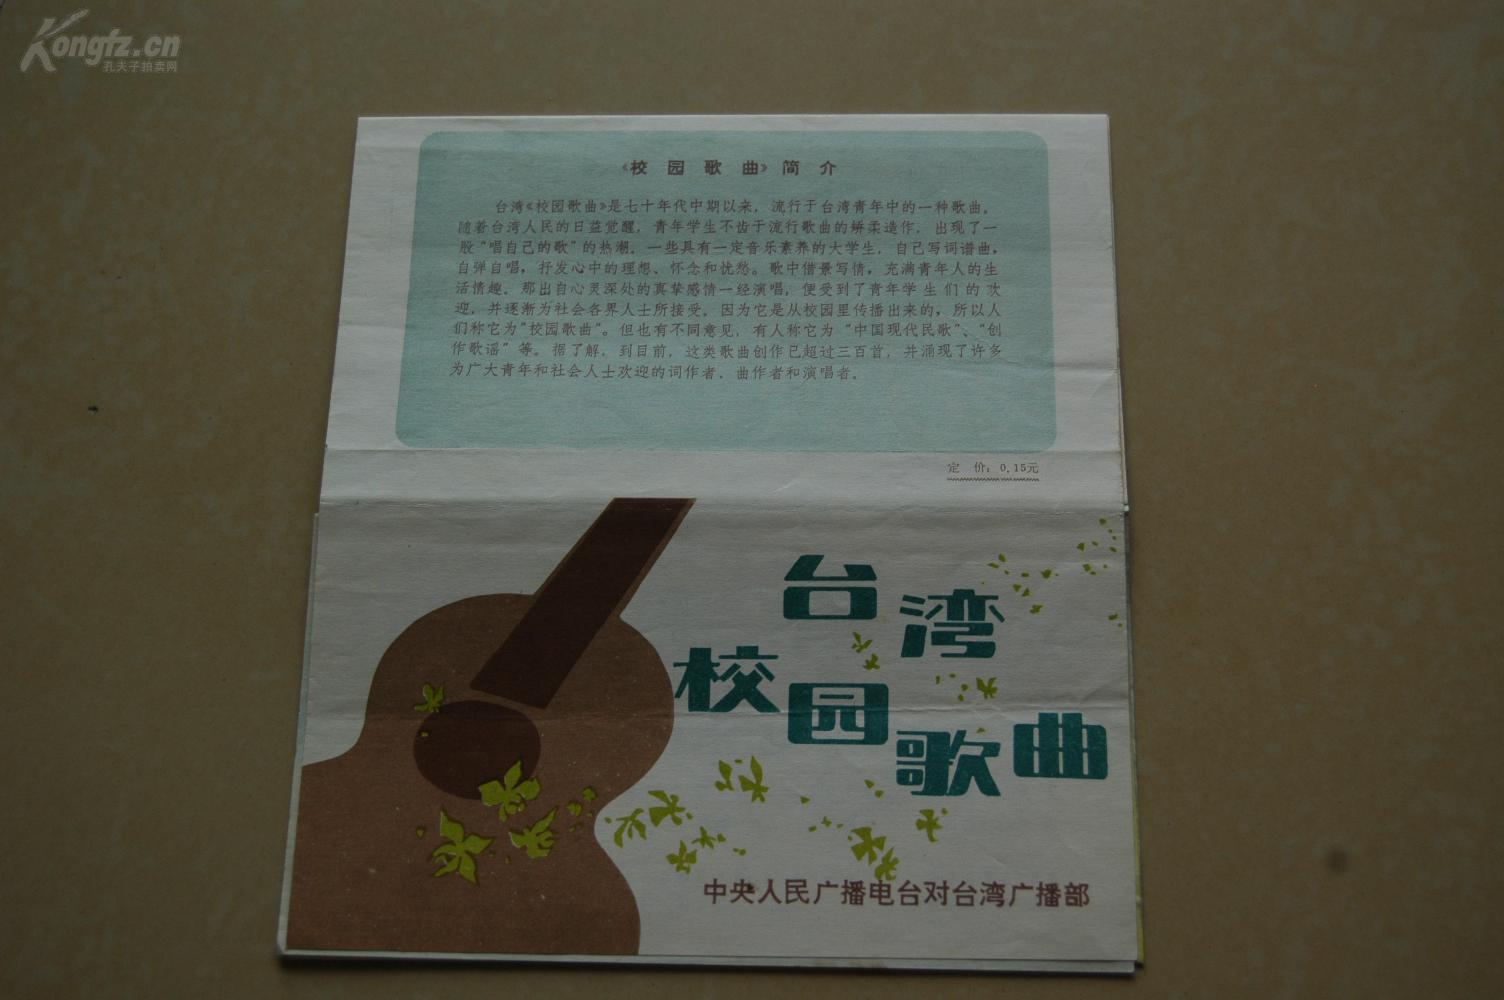 Kongfz.cn
孔夫子拍卖网
《校园歌曲》简介
台湾《校园歌曲》是七十年代中期以来，流行于台湾青年中的一种歌曲。
随着台湾人民的日益觉醒，青年学生不齿于流行歌曲的矫柔造作，出现了一
股“唱自己的歌”的热潮。一些具有一定音乐素养的大学生，自己写词谱曲，
自弹自唱，抒发心中的理想、怀念和忧愁。歌中借景写情，充满青年人的生
活情趣。那出自心灵深处的真挚感情一经演唱，便受到了青年学生们的欢
迎，并逐渐为社会各界人士所接受。因为它是从校园里传播出来的，所以人
们称它为“校园歌曲”。但也有不同意见，有人称它为“中国现代民歌”、“创
作歌谣”等。据了解，到目前，这类歌曲创作已超过三百首，并涌现了许多
为广大青年和社会人士欢迎的词作者、曲作者和演唱者。
定 价：0.15元
台湾
校园歌曲
中央人民广播电台对台湾广播部